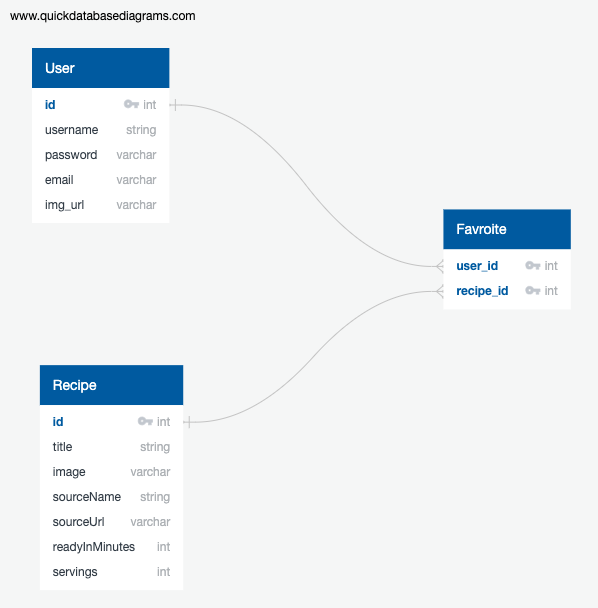 www.quickdatabasediagrams.com
User
id int
username string
password varchar
email varchar
img_url varchar
Favroite
user_id int
recipe_id int
Recipe
id int
title string
image varchar
sourceName string
sourceUrl varchar
readyInMinutes int
servings int